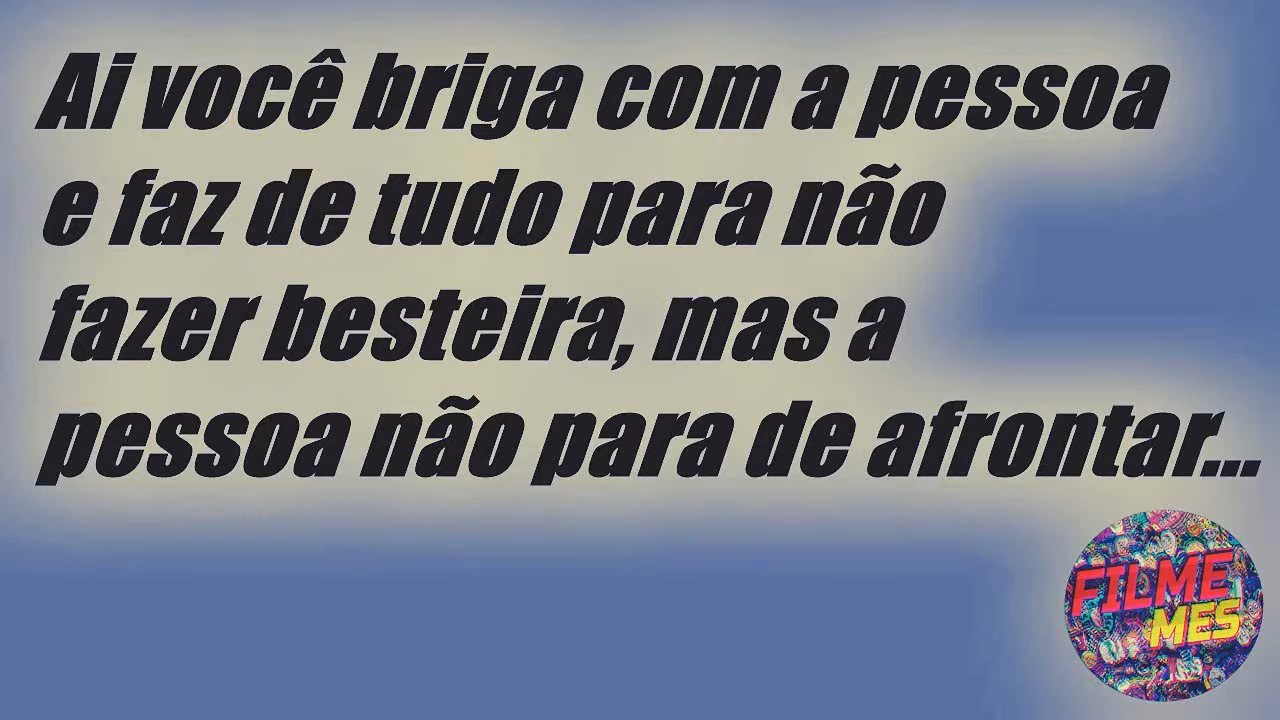 Ai você briga com a pessoa
e faz de tudo para não
fazer besteira, mas a
pessoa não para de afrontar...
FILME
MES